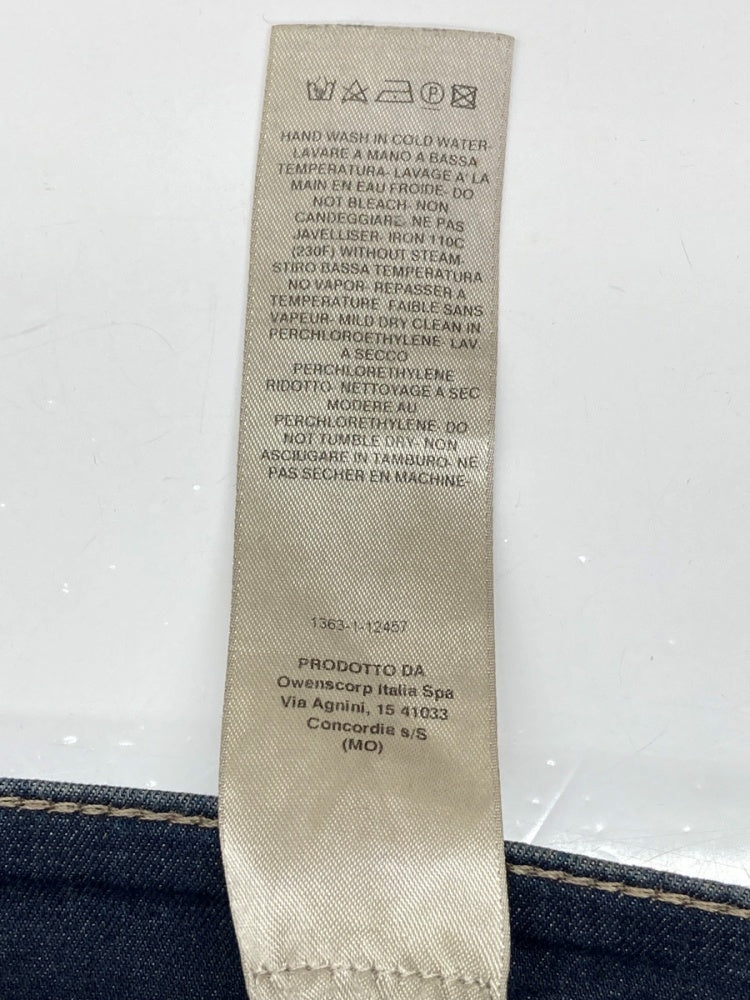 P
HAND WASH IN COLD WATER-
LAVARE A MANO A BASSA
TEMPERATURA- LAVAGE A' LA
MAIN EN EAU FROIDE- DO
NOT BLEACH- NON
CANDEGGIARE- NE PAS
JAVELLISER- IRON 110C
(230F) WITHOUT STEAM.
STIRO BASSA TEMPERATURA
NO VAPOR- REPASSER A
TEMPERATURE FAIBLE SANS
VAPEUR- MILD DRY CLEAN IN
PERCHLOROETHYLENE- LAV.
A SECCO
PERCHLORETHYLENE
RIDOTTO- NETTOYAGE A SEC
MODERE AU
PERCHLORETHYLENE- DO
NOT TUMBLE DRY- NON
ASCIUGARE IN TAMBURO- NE
PAS SECHER EN MACHINE-
1363-1-12457
PRODOTTO DA
Owenscorp Italia Spa
Via Agnini, 15 41033
Concordia s/S
(MO)